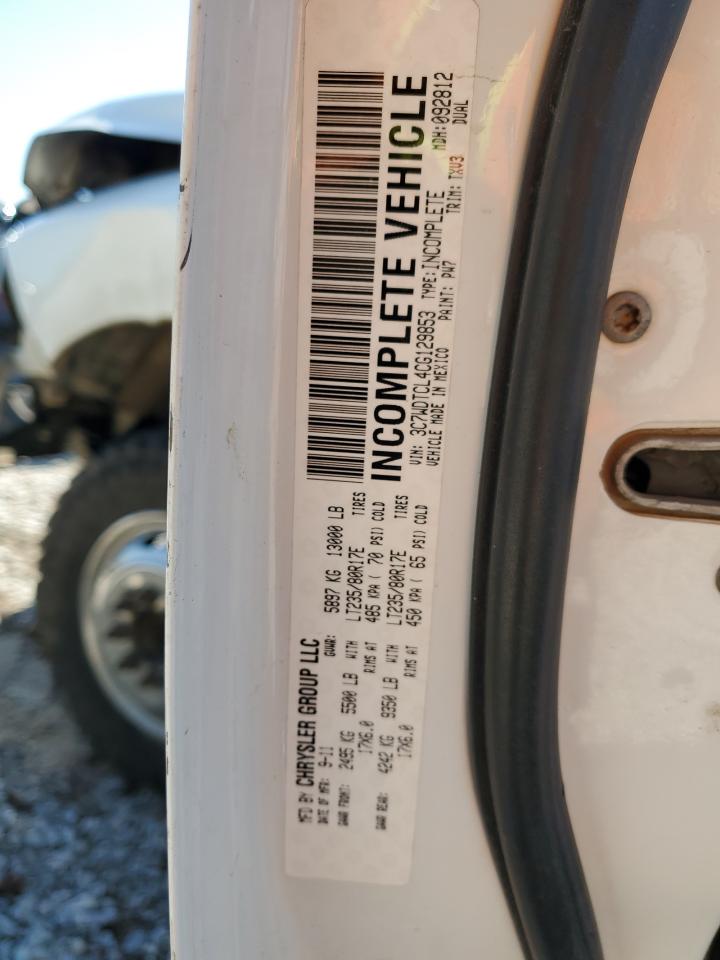 MFD BY CHRYSLER GROUP LLC
DATE OF MFR: 9-11 GVWR: 5897 KG 13000 LB
GAWR FRONT: 2495 KG 5500 LB WITH LT235/80R17E TIRES
17X6.0 RIMS AT 485 KPA ( 70 PSI) COLD
GAWR REAR: 4242 KG 9350 LB WITH LT235/80R17E TIRES
17X6.0 RIMS AT 450 KPA ( 65 PSI) COLD
INCOMPLETE VEHICLE
VIN: 3C7WDTCL4CG129853 TYPE:INCOMPLETE MDH:092812
VEHICLE MADE IN MEXICO PAINT: PW7 TRIM: TXV3 DUAL